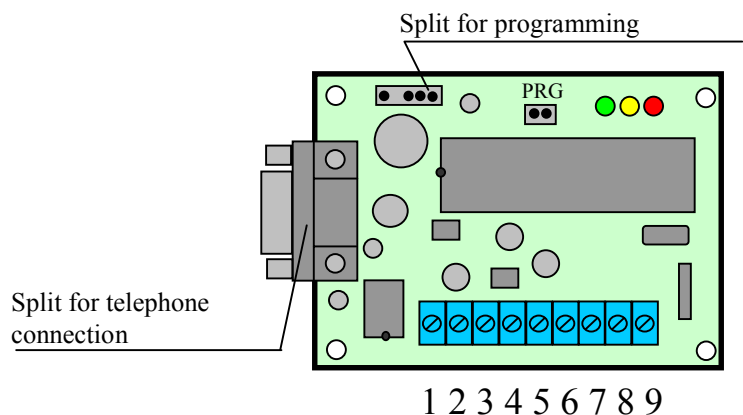 Split for programming
PRG
Split for telephone
connection
1 2 3 4 5 6 7 8 9